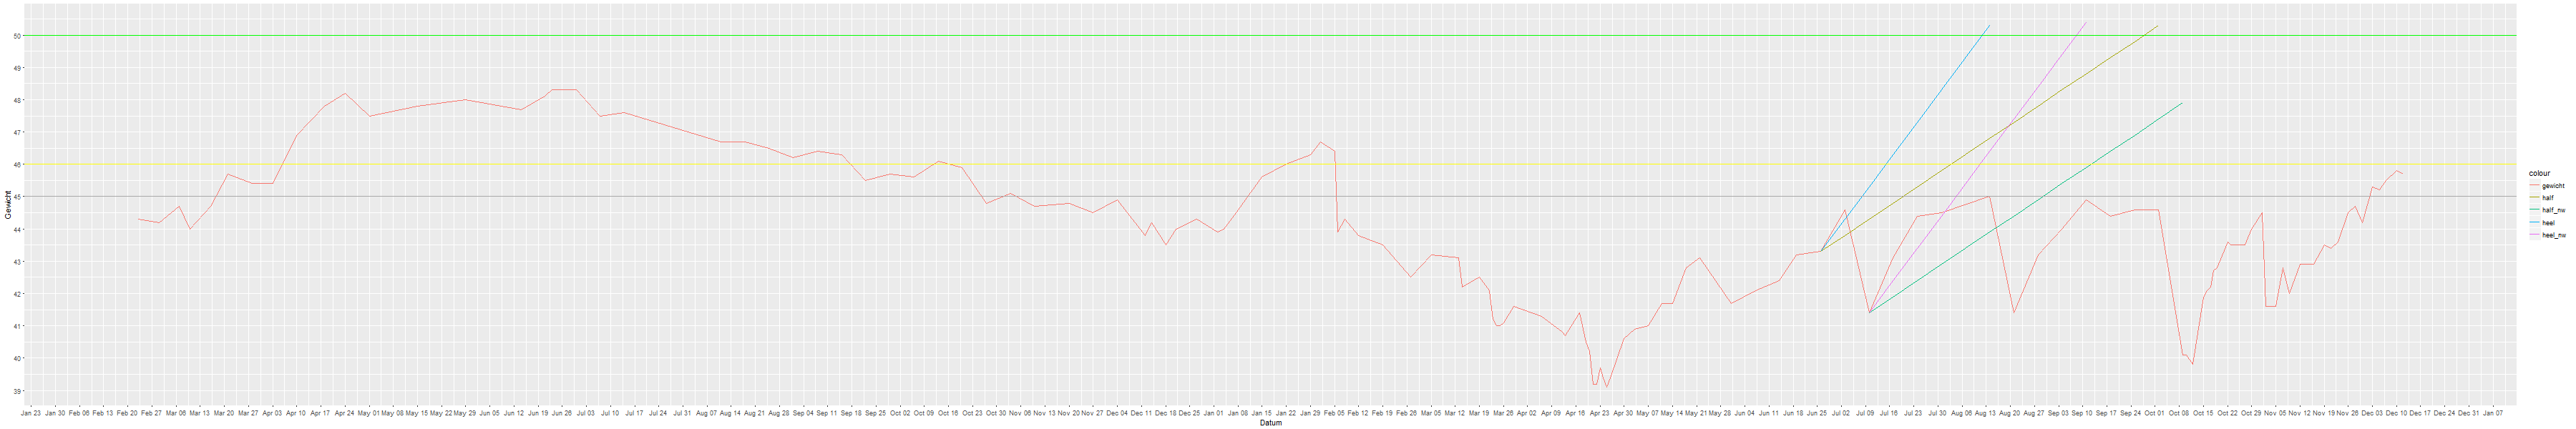 50
49
48
47
46
45
44
43
42
41
40
39
Gewicht
Jan 23 Jan 30 Feb 06 Feb 13 Feb 20 Feb 27 Mar 06 Mar 13 Mar 20 Mar 27 Apr 03 Apr 10 Apr 17 Apr 24 May 01 May 08 May 15 May 22 May 29 Jun 05 Jun 12 Jun 19 Jun 26 Jul 03 Jul 10 Jul 17 Jul 24 Jul 31 Aug 07 Aug 14 Aug 21 Aug 28 Sep 04 Sep 11 Sep 18 Sep 25 Oct 02 Oct 09 Oct 16 Oct 23 Oct 30 Nov 06 Nov 13 Nov 20 Nov 27 Dec 04 Dec 11 Dec 18 Dec 25 Jan 01 Jan 08 Jan 15 Jan 22 Jan 29 Feb 05 Feb 12 Feb 19 Feb 26 Mar 05 Mar 12 Mar 19 Mar 26 Apr 02 Apr 09 Apr 16 Apr 23 Apr 30 May 07 May 14 May 21 May 28 Jun 04 Jun 11 Jun 18 Jun 25 Jul 02 Jul 09 Jul 16 Jul 23 Jul 30 Aug 06 Aug 13 Aug 20 Aug 27 Sep 03 Sep 10 Sep 17 Sep 24 Oct 01 Oct 08 Oct 15 Oct 22 Oct 29 Nov 05 Nov 12 Nov 19 Nov 26 Dec 03 Dec 10 Dec 17 Dec 24 Dec 31 Jan 07
Datum
colour
gewicht
half
half_nw
heel
heel_nw